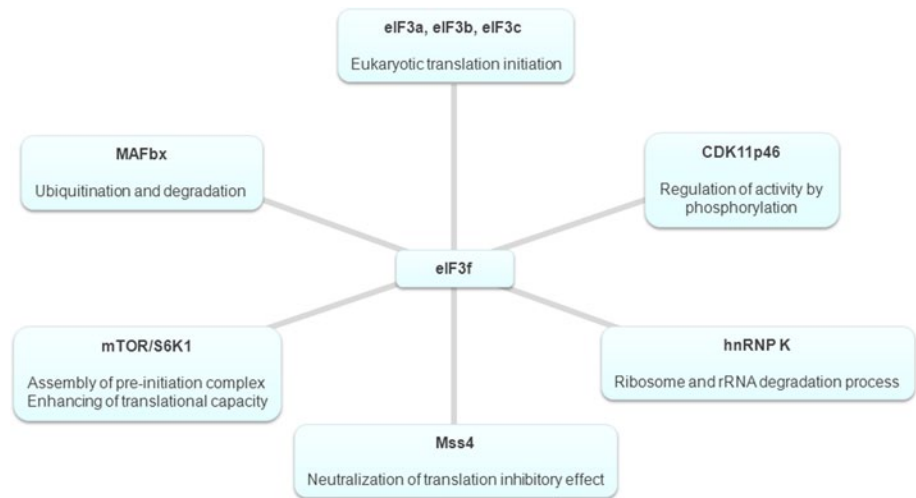 eIF3a, eIF3b, eIF3c
Eukaryotic translation initiation
MAFbx
Ubiquitination and degradation
CDK11p46
Regulation of activity by
phosphorylation
eIF3f
mTOR/S6K1
Assembly of pre-initiation complex
Enhancing of translational capacity
hnRNP K
Ribosome and rRNA degradation process
Mss4
Neutralization of translation inhibitory effect